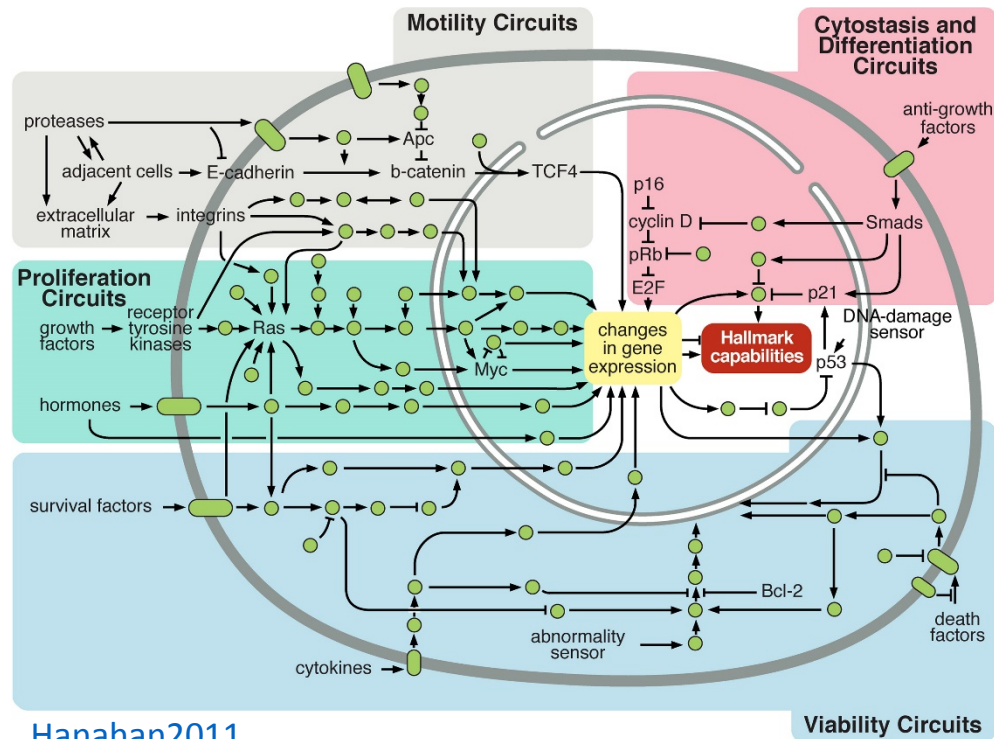 Motility Circuits
Cytostasis and
Differentiation
Circuits
proteases
anti-growth
factors
Apc
adjacent cells
E-cadherin
b-catenin
TCF4
p16
extracellular
matrix
integrins
cyclin D
Smads
pRb
Proliferation
Circuits
E2F
p21
growth
factors
receptor
tyrosine
kinases
Ras
changes
in gene
expression
Hallmark
capabilities
DNA-damage
sensor
p53
Myc
hormones
survival factors
Bcl-2
abnormality
sensor
death
factors
cytokines
Viability Circuits
Hanahan2011